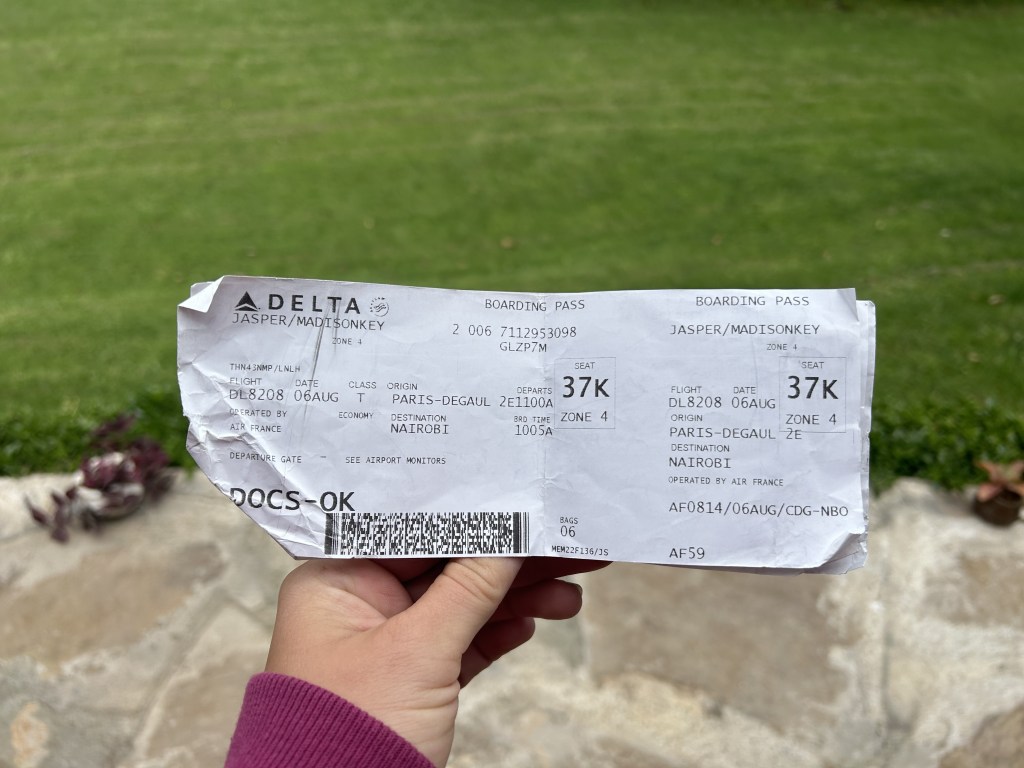 DELTA
BOARDING PASS
JASPER/MADISONKEY
ZONE 4
2 006 7112953098
GLZP7M
THN43NMP/LNLH
FLIGHT DATE CLASS ORIGIN DEPARTS
DL8208 06AUG T PARIS-DEGAUL 2E1100A
OPERATED BY ECONOMY DESTINATION BRD TIME
AIR FRANCE NAIROBI 1005A
SEAT
37K
ZONE 4
DEPARTURE GATE – SEE AIRPORT MONITORS
DOCS-OK
BAGS
06
MEM22F136/JS
BOARDING PASS
JASPER/MADISONKEY
ZONE 4
SEAT
37K
ZONE 4
FLIGHT DATE
DL8208 06AUG
ORIGIN
PARIS-DEGAUL 2E
DESTINATION
NAIROBI
OPERATED BY AIR FRANCE
AF0814/06AUG/CDG-NBO
AF59